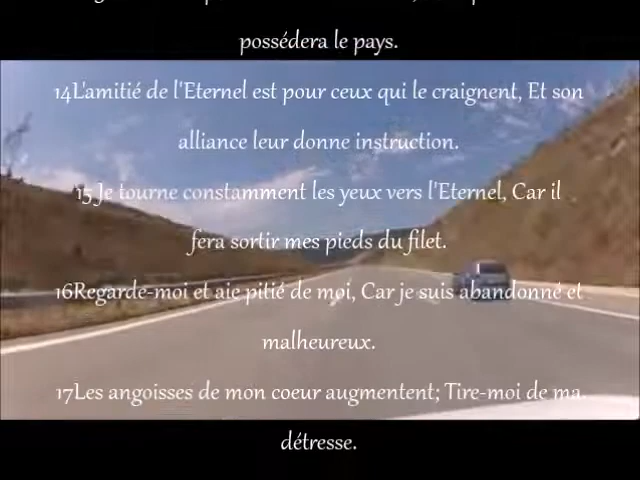 possédera le pays.
14L'amitié de l'Eternel est pour ceux qui le craignent, Et son
alliance leur donne instruction.
15 Je tourne constamment les yeux vers l'Eternel, Car il
fera sortir mes pieds du filet.
16Regarde-moi et aie pitié de moi, Car je suis abandonné et
malheureux.
17Les angoisses de mon coeur augmentent; Tire-moi de ma
détresse.